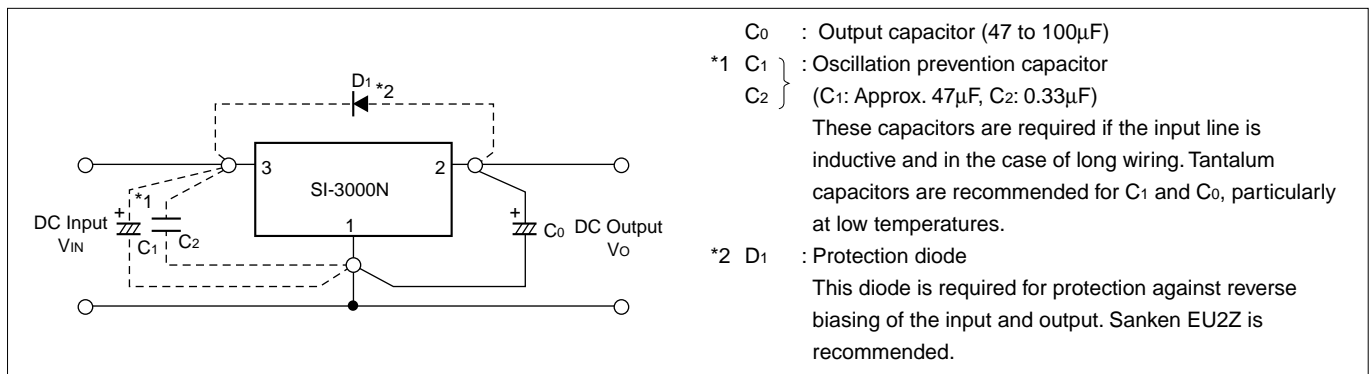 D1 *2
3
2
SI-3000N
1
*1
+
DC Input
VIN
C1
C2
+
C0
DC Output
VO
C0 : Output capacitor (47 to 100μF)
*1 C1 : Oscillation prevention capacitor
C2 (C1: Approx. 47μF, C2: 0.33μF)
These capacitors are required if the input line is
inductive and in the case of long wiring. Tantalum
capacitors are recommended for C1 and C0, particularly
at low temperatures.
*2 D1 : Protection diode
This diode is required for protection against reverse
biasing of the input and output. Sanken EU2Z is
recommended.